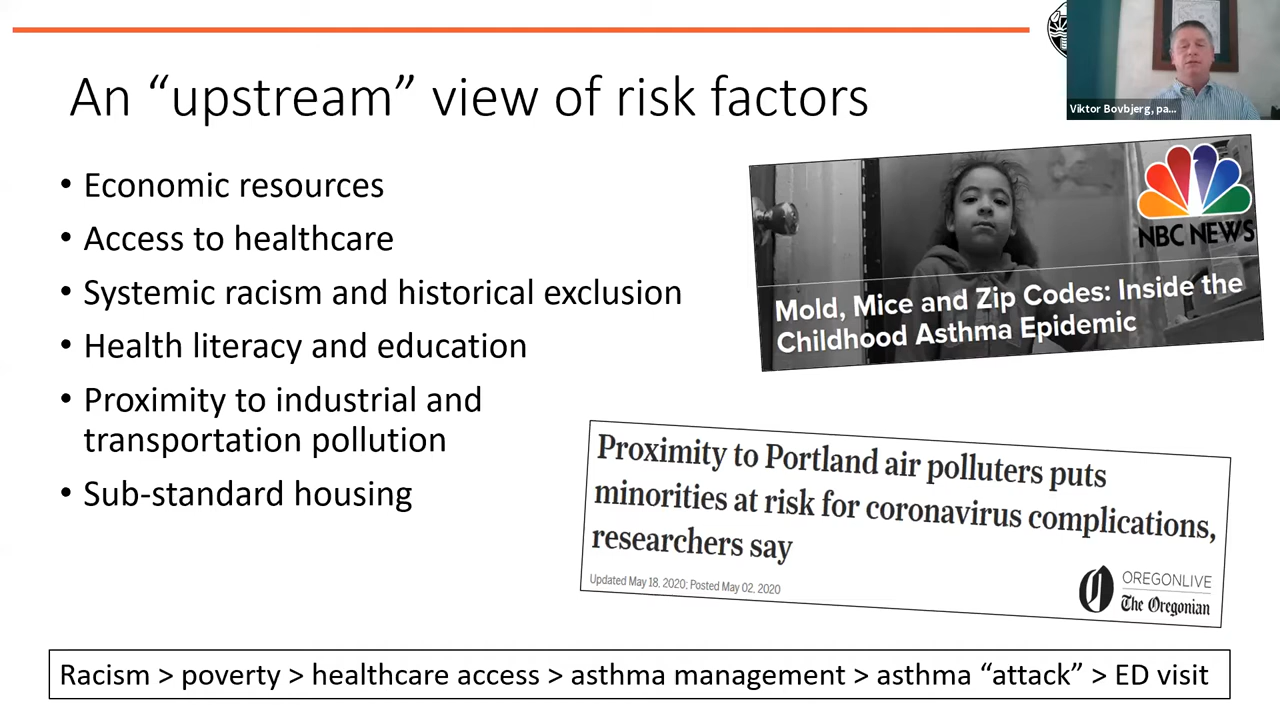 An “upstream” view of risk factors
Viktor Bovbjerg, pa...
• Economic resources
• Access to healthcare
• Systemic racism and historical exclusion
• Health literacy and education
• Proximity to industrial and
transportation pollution
• Sub-standard housing
NBC NEWS
Mold, Mice and Zip Codes: Inside the
Childhood Asthma Epidemic
Proximity to Portland air polluters puts
minorities at risk for coronavirus complications,
researchers say
Updated May 18, 2020; Posted May 02, 2020
OREGONLIVE
The Oregonian
Racism > poverty > healthcare access > asthma management > asthma “attack” > ED visit